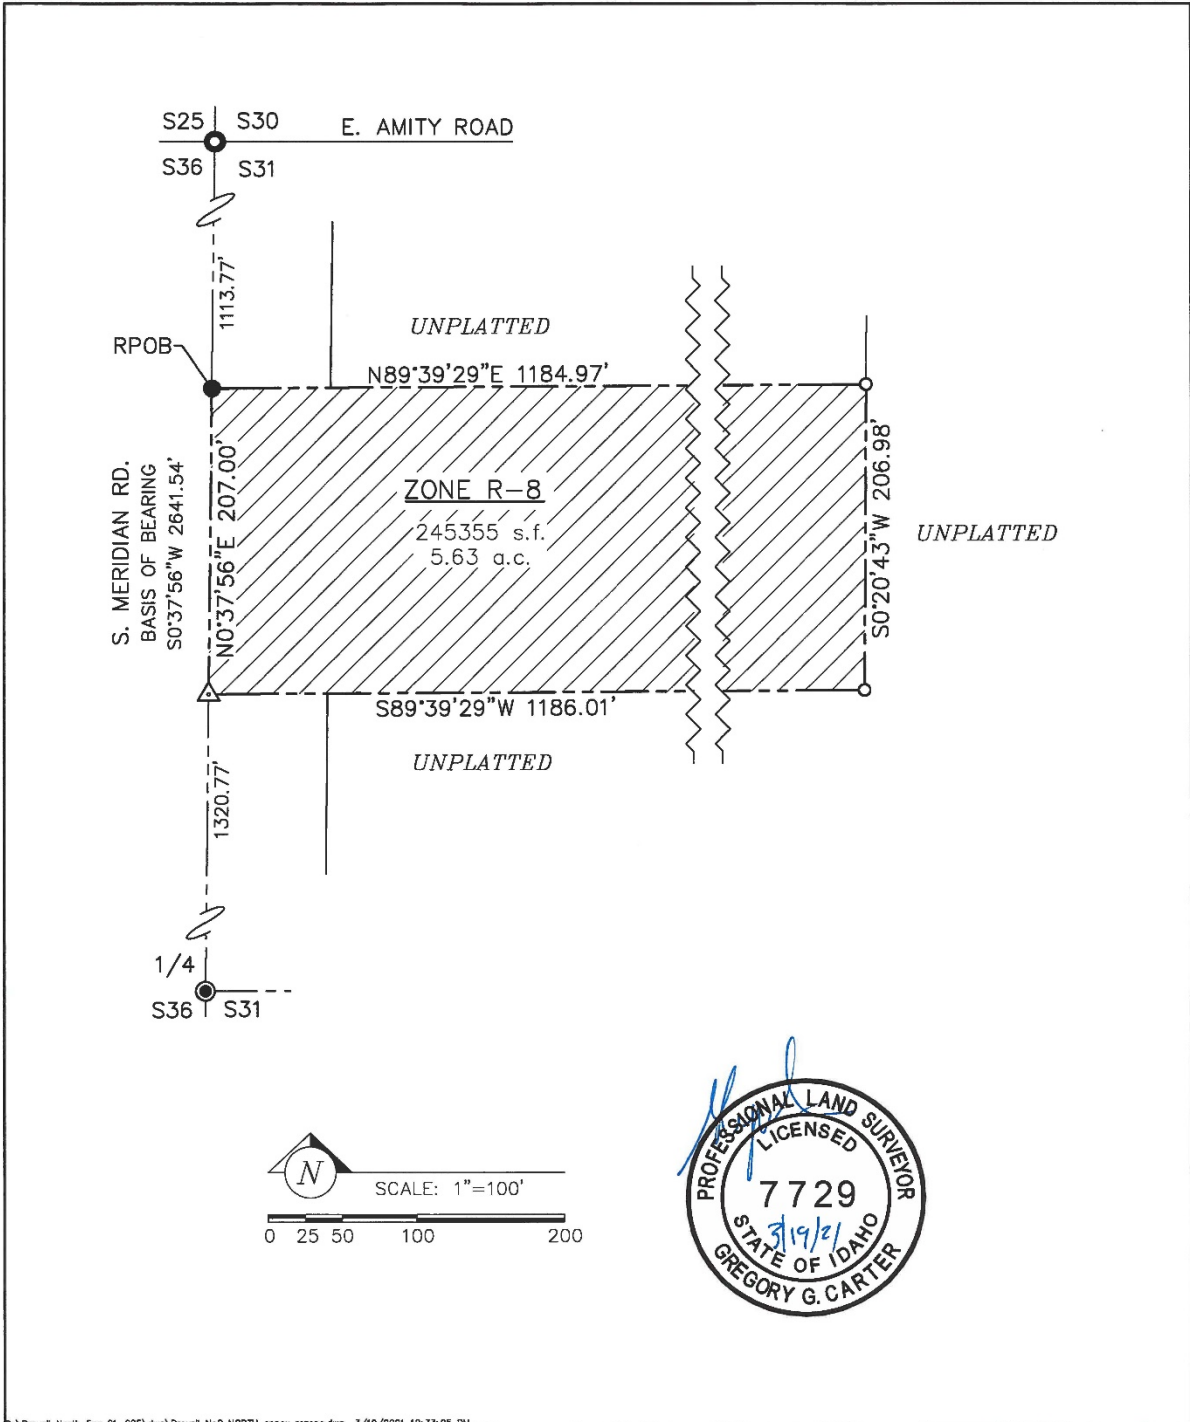 S25 S30
E. AMITY ROAD
S36 S31
1113.77'
UNPLATTED
RPOB
N89°39'29"E 1184.97'
S. MERIDIAN RD.
BASIS OF BEARING
S0°37'56"W 2641.54'
N0°37'56"E 207.00'
ZONE R-8
245355 s.f.
5.63 a.c.
S0°20'43"W 206.98'
UNPLATTED
S89°39'29"W 1186.01'
UNPLATTED
1320.77'
1/4
S36 S31
N
SCALE: 1"=100'
0 25 50 100 200
PROFESSIONAL LAND SURVEYOR
LICENSED
7729
3/19/21
STATE OF IDAHO
GREGORY G. CARTER